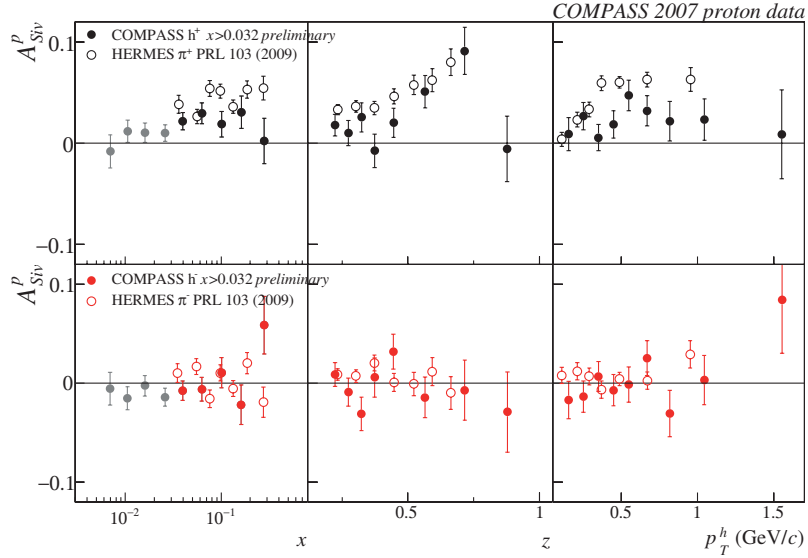 COMPASS 2007 proton data
A^p_Siv
COMPASS h⁺ x>0.032 preliminary
HERMES π⁺ PRL 103 (2009)
0.1
0
−0.1
A^p_Siv
COMPASS h⁻ x>0.032 preliminary
HERMES π⁻ PRL 103 (2009)
0.1
0
−0.1
10⁻² 10⁻¹ 0.5 1 0.5 1 1.5
x z p_T^h (GeV/c)